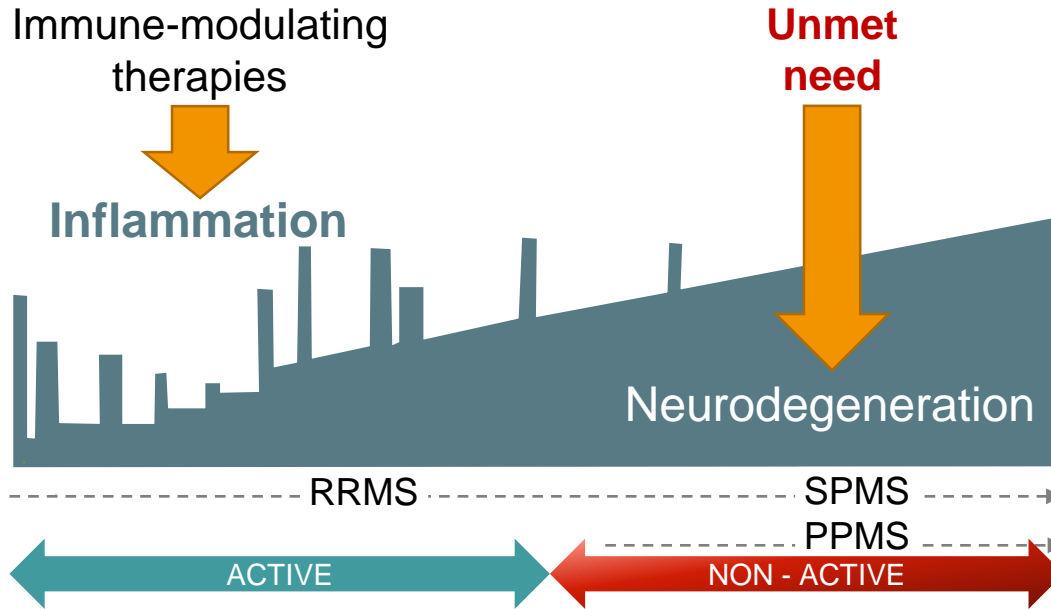 Immune-modulating
therapies
Unmet
need
Inflammation
Neurodegeneration
RRMS
SPMS
PPMS
ACTIVE
NON - ACTIVE